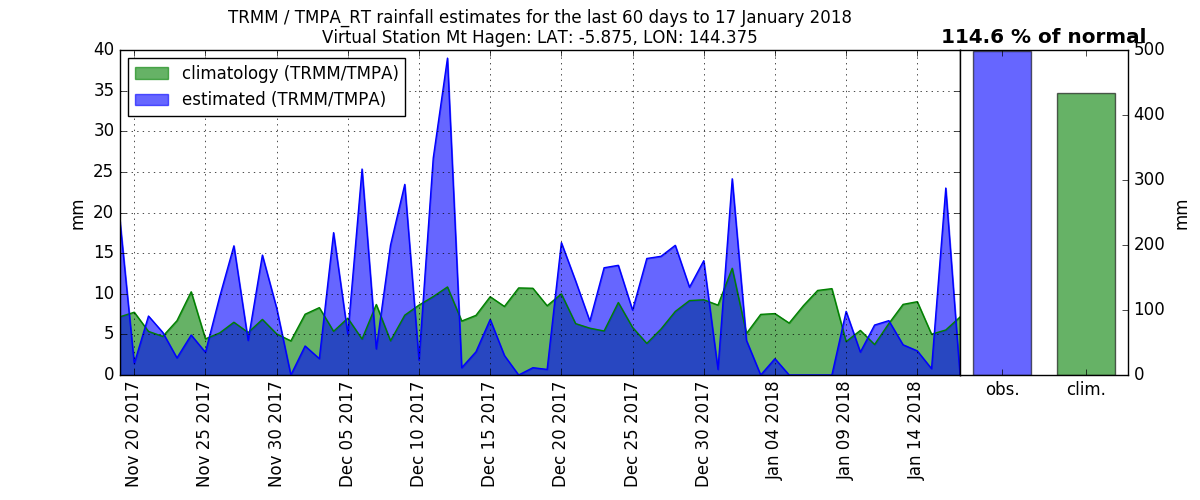 TRMM / TMPA_RT rainfall estimates for the last 60 days to 17 January 2018
Virtual Station Mt Hagen: LAT: -5.875, LON: 144.375
114.6 % of normal
climatology (TRMM/TMPA)
estimated (TRMM/TMPA)
40
35
30
25
20
15
10
5
0
mm
500
400
300
200
100
0
mm
obs.
clim.
Nov 20 2017
Nov 25 2017
Nov 30 2017
Dec 05 2017
Dec 10 2017
Dec 15 2017
Dec 20 2017
Dec 25 2017
Dec 30 2017
Jan 04 2018
Jan 09 2018
Jan 14 2018